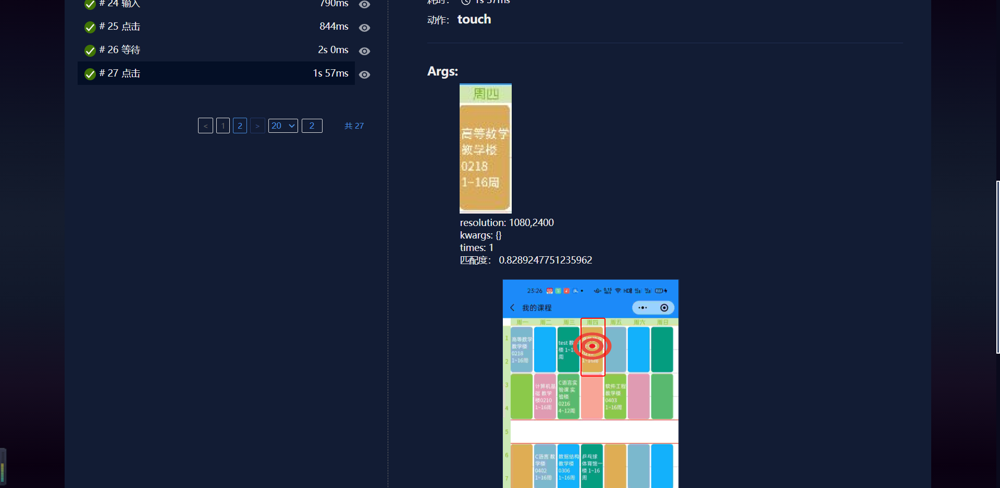 # 24 输入 790ms
# 25 点击 844ms
# 26 等待 2s 0ms
# 27 点击 1s 57ms
< 1 2 > 20 2 共 27
耗时： 1s 57ms
动作： touch
Args:
周四
高等数学
教学楼
0218
1~16周
resolution: 1080,2400
kwargs: {}
times: 1
匹配度： 0.8289247751235962
23:26
我的课程
周一 周二 周三 周四 周五 周六 周日
1
2
高等数学
教学楼
0218
1~16周
test 教
楼 1~1
周
1~16周
3
4
计算机基
础 教学
楼0210
1~16周
C语言实
验课 实
验楼
0216
4~12周
软件工程
教学楼
0403
1~16周
5
6
7
C语言 教
学楼
0402
1~16周
数据结构
教学楼
0306
1~16周
乒乓球
体育馆一
楼 1~16
周